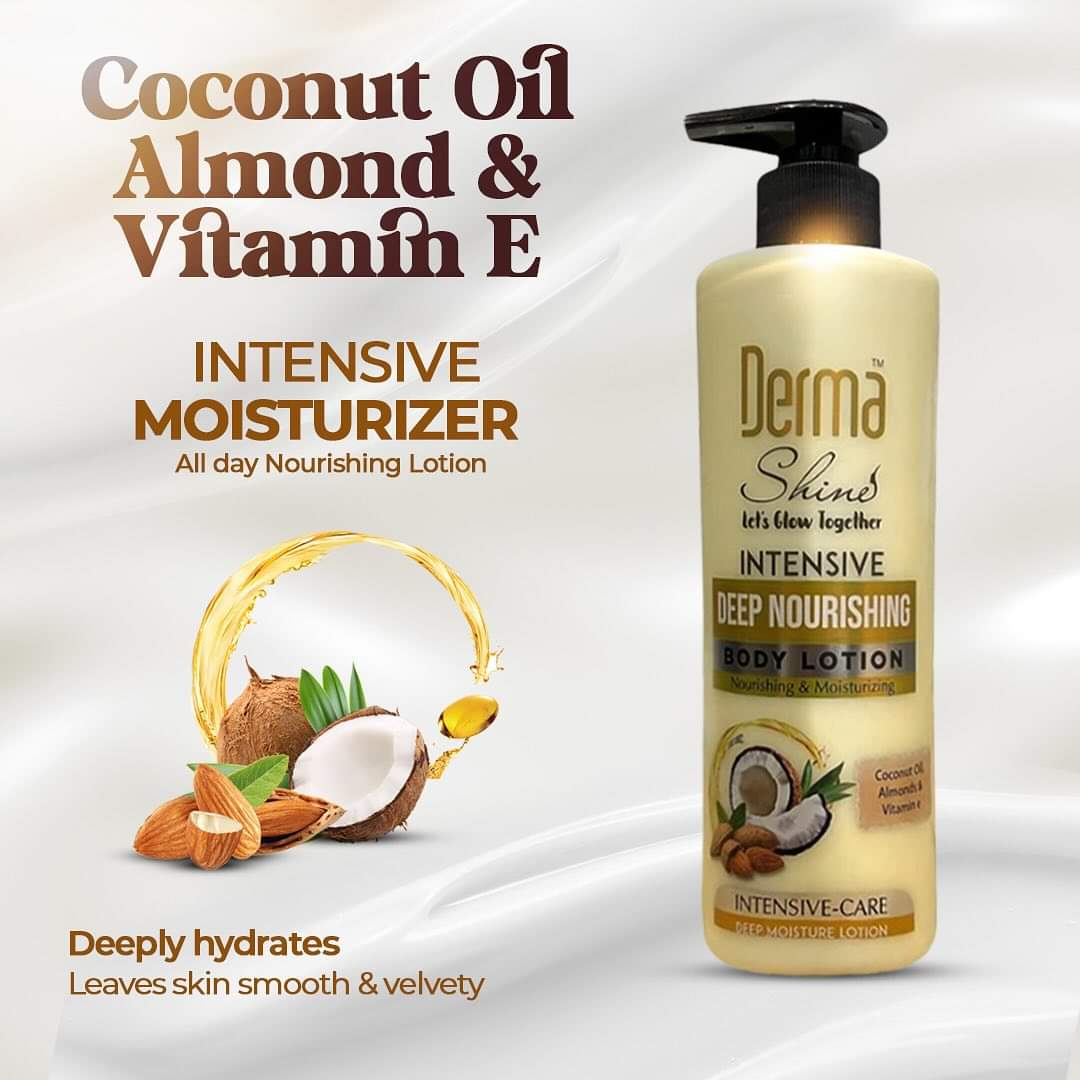 Coconut Oil
Almond &
Vitamin E
INTENSIVE
MOISTURIZER
All day Nourishing Lotion
Deeply hydrates
Leaves skin smooth & velvety
Derma™
Shine
Let's Glow Together
INTENSIVE
DEEP NOURISHING
BODY LOTION
Nourishing & Moisturizing
Coconut Oil,
Almonds &
Vitamin e
INTENSIVE-CARE
DEEP MOISTURE LOTION